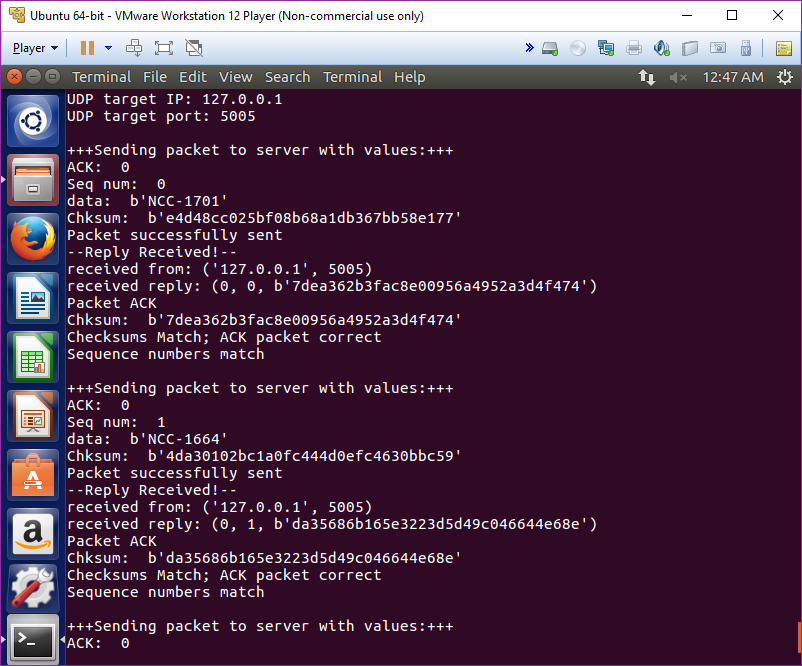 Ubuntu 64-bit - VMware Workstation 12 Player (Non-commercial use only)
Player
Terminal File Edit View Search Terminal Help 12:47 AM
UDP target IP: 127.0.0.1
UDP target port: 5005
+++Sending packet to server with values:+++
ACK:  0
Seq num:  0
data:  b'NCC-1701'
Chksum:  b'e4d48cc025bf08b68a1db367bb58e177'
Packet successfully sent
--Reply Received!--
received from: ('127.0.0.1', 5005)
received reply: (0, 0, b'7dea362b3fac8e00956a4952a3d4f474')
Packet ACK
Chksum:  b'7dea362b3fac8e00956a4952a3d4f474'
Checksums Match; ACK packet correct
Sequence numbers match
+++Sending packet to server with values:+++
ACK:  0
Seq num:  1
data:  b'NCC-1664'
Chksum:  b'4da30102bc1a0fc444d0efc4630bbc59'
Packet successfully sent
--Reply Received!--
received from: ('127.0.0.1', 5005)
received reply: (0, 1, b'da35686b165e3223d5d49c046644e68e')
Packet ACK
Chksum:  b'da35686b165e3223d5d49c046644e68e'
Checksums Match; ACK packet correct
Sequence numbers match
+++Sending packet to server with values:+++
ACK:  0